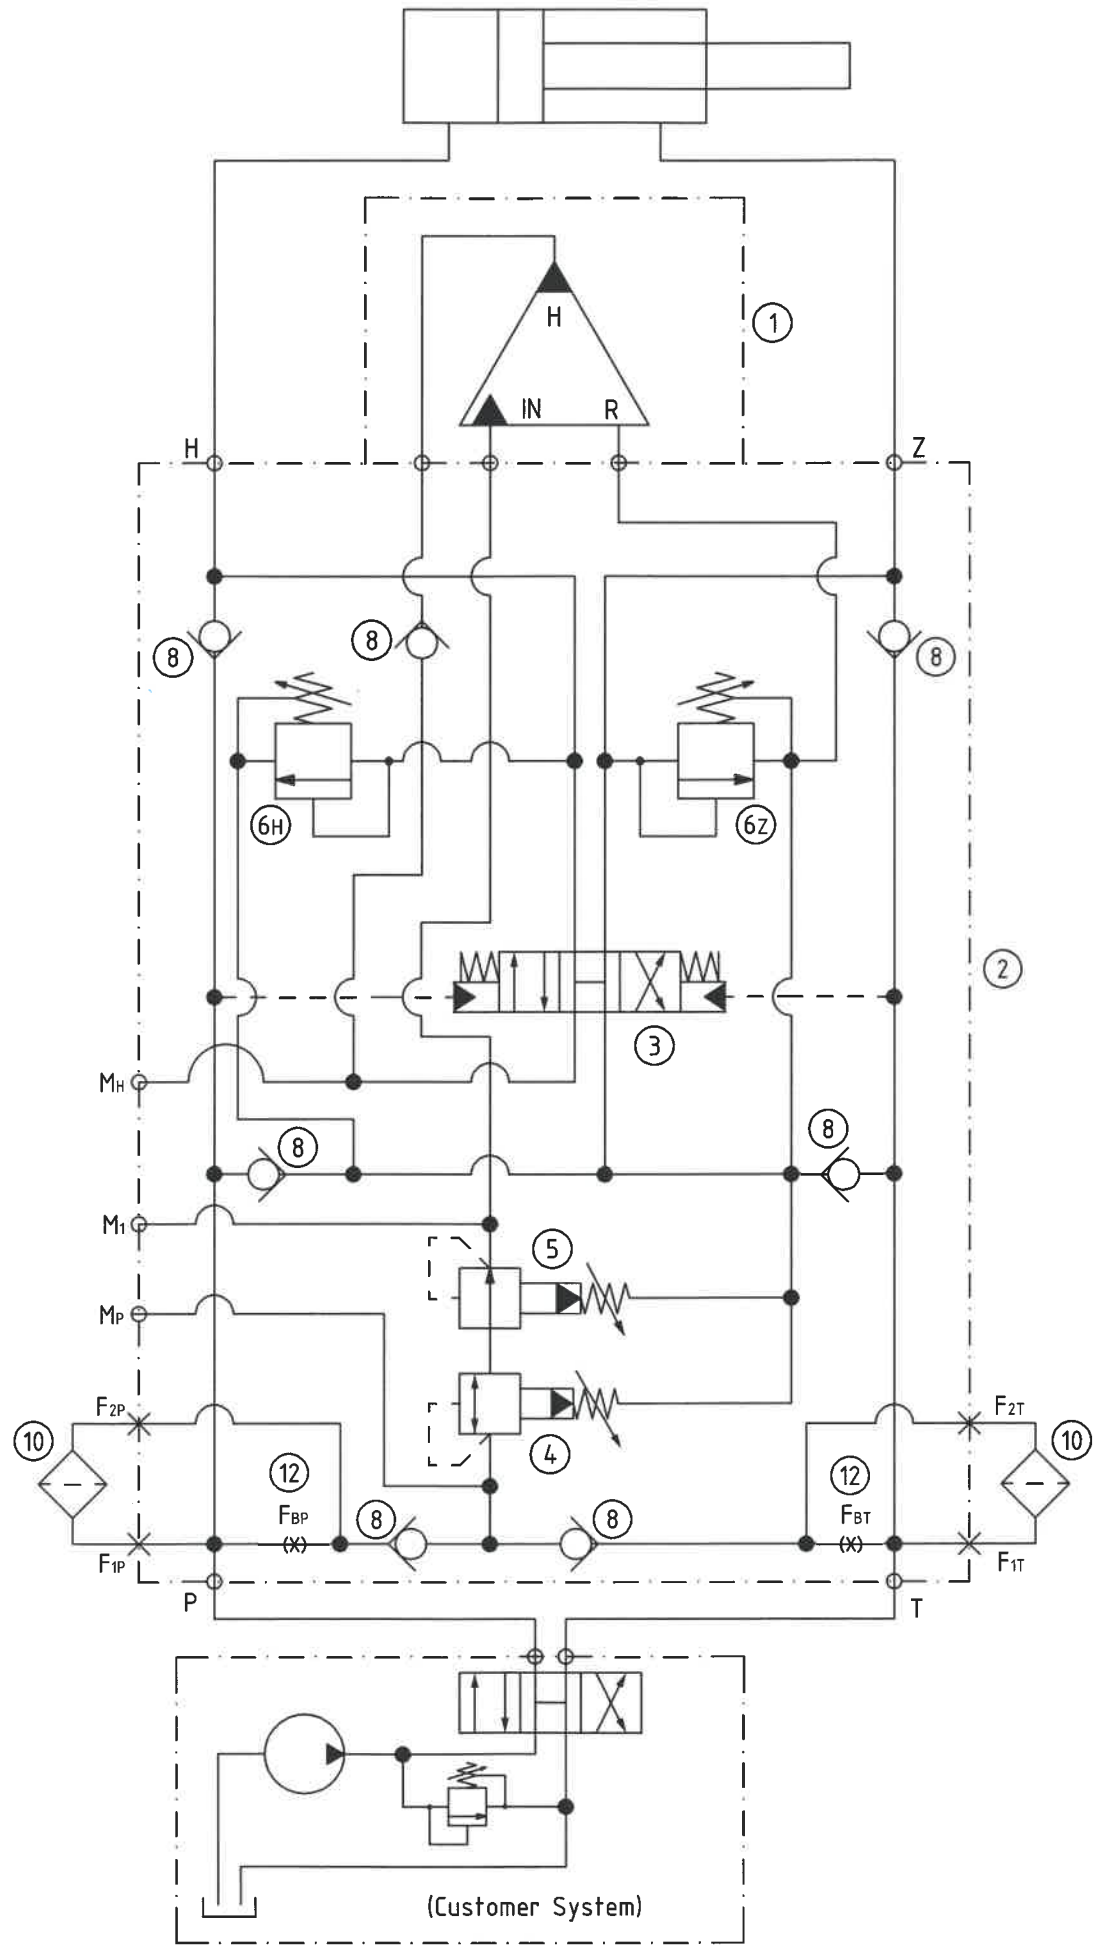 H
1
IN R
H Z
8 8 8
6H 6Z
2
3
MH
8 8
M1
5
MP
F2P F2T
10 10
4
12 12
FBP FBT
8 8
F1P F1T
P T
(Customer System)